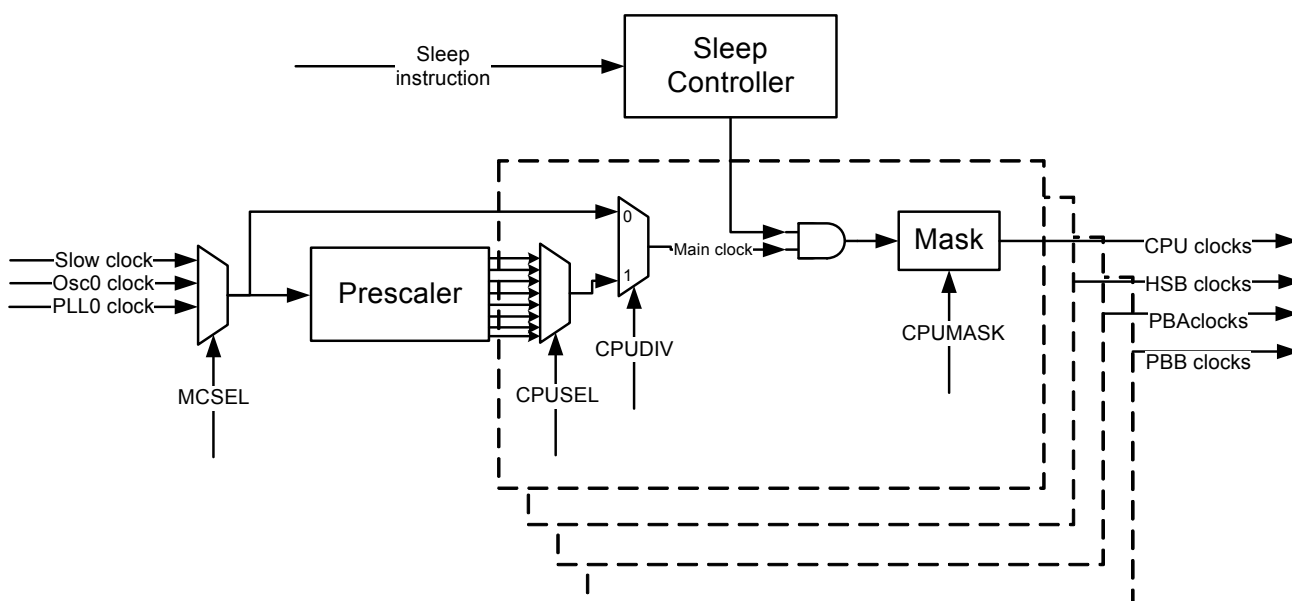 Sleep
instruction
Sleep
Controller
0
Slow clock
Osc0 clock
PLL0 clock
Prescaler
1
Main clock
Mask
CPU clocks
HSB clocks
PBAclocks
PBB clocks
MCSEL
CPUSEL
CPUDIV
CPUMASK